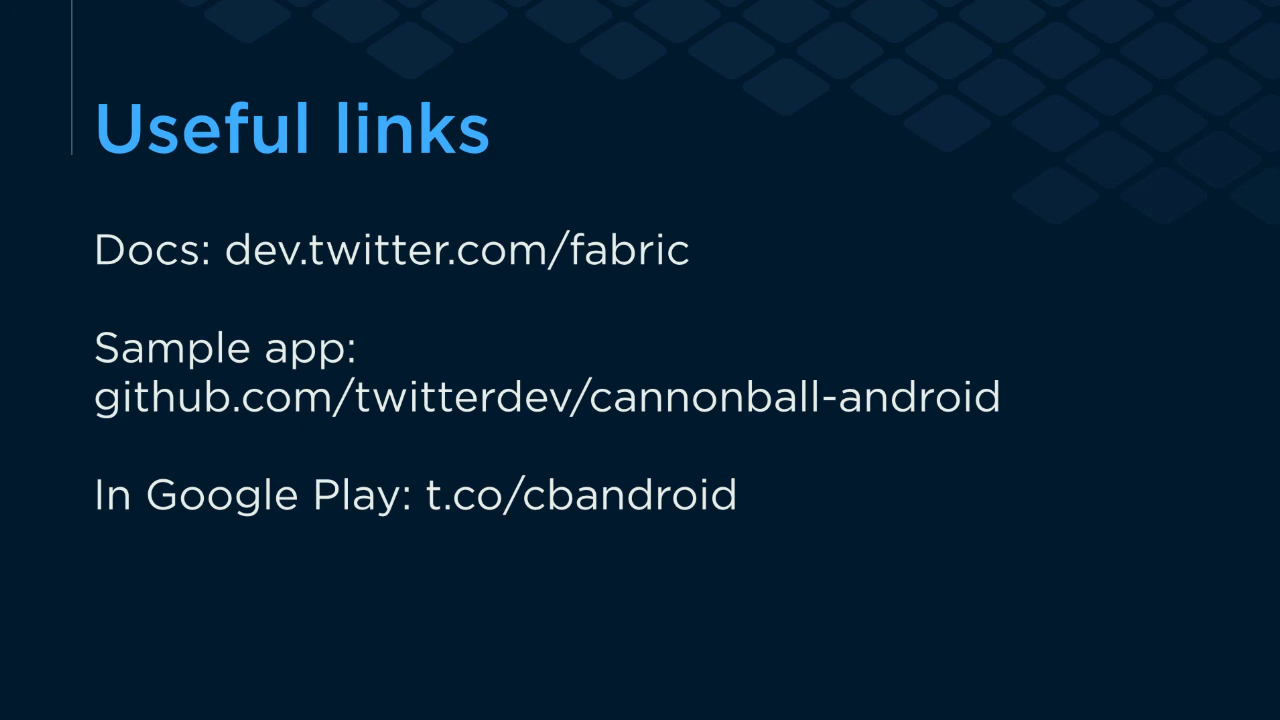 Useful links
Docs: dev.twitter.com/fabric
Sample app:
github.com/twitterdev/cannonball-android
In Google Play: t.co/cbandroid